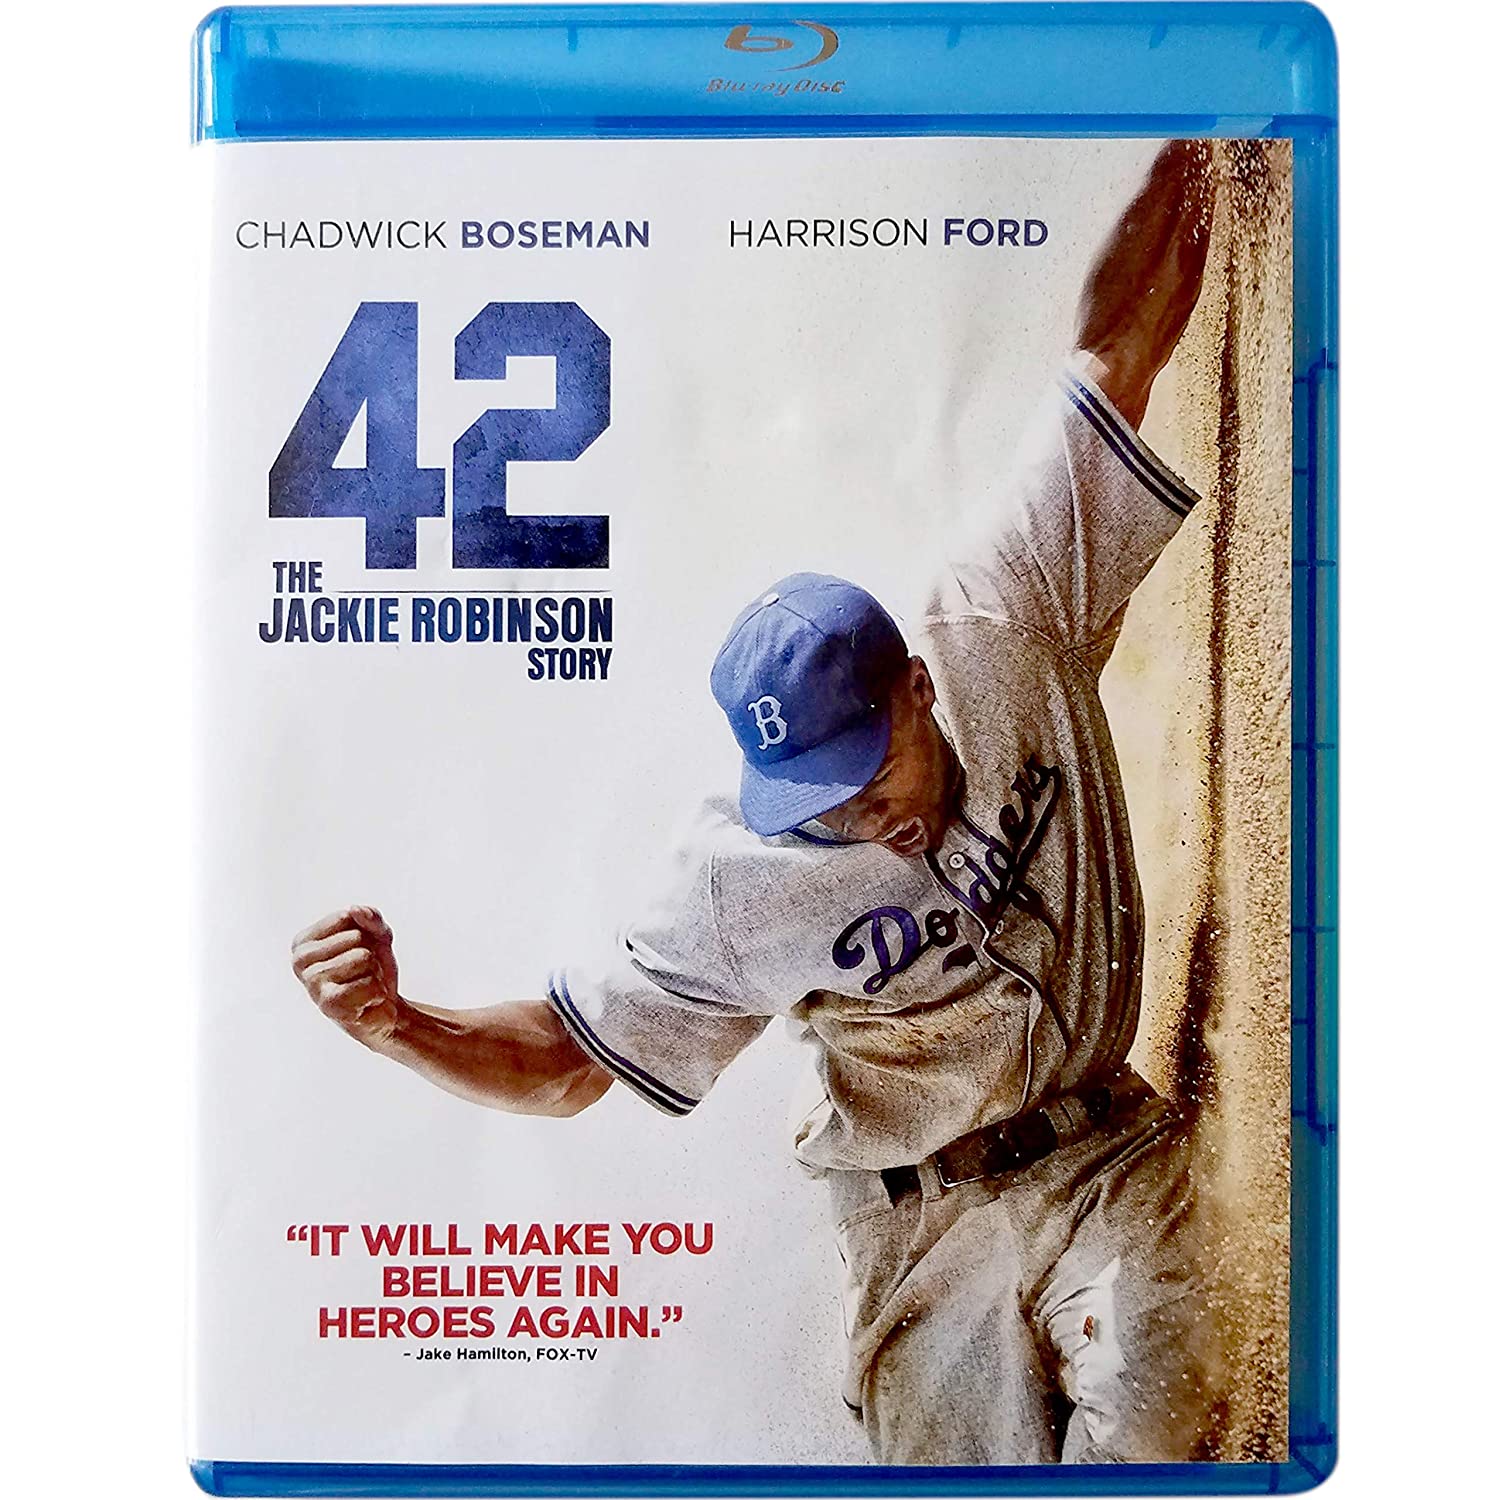 Blu-ray Disc
CHADWICK BOSEMAN HARRISON FORD
42
THE
JACKIE ROBINSON
STORY
B
Dodgers
“IT WILL MAKE YOU
BELIEVE IN
HEROES AGAIN.”
– Jake Hamilton, FOX-TV